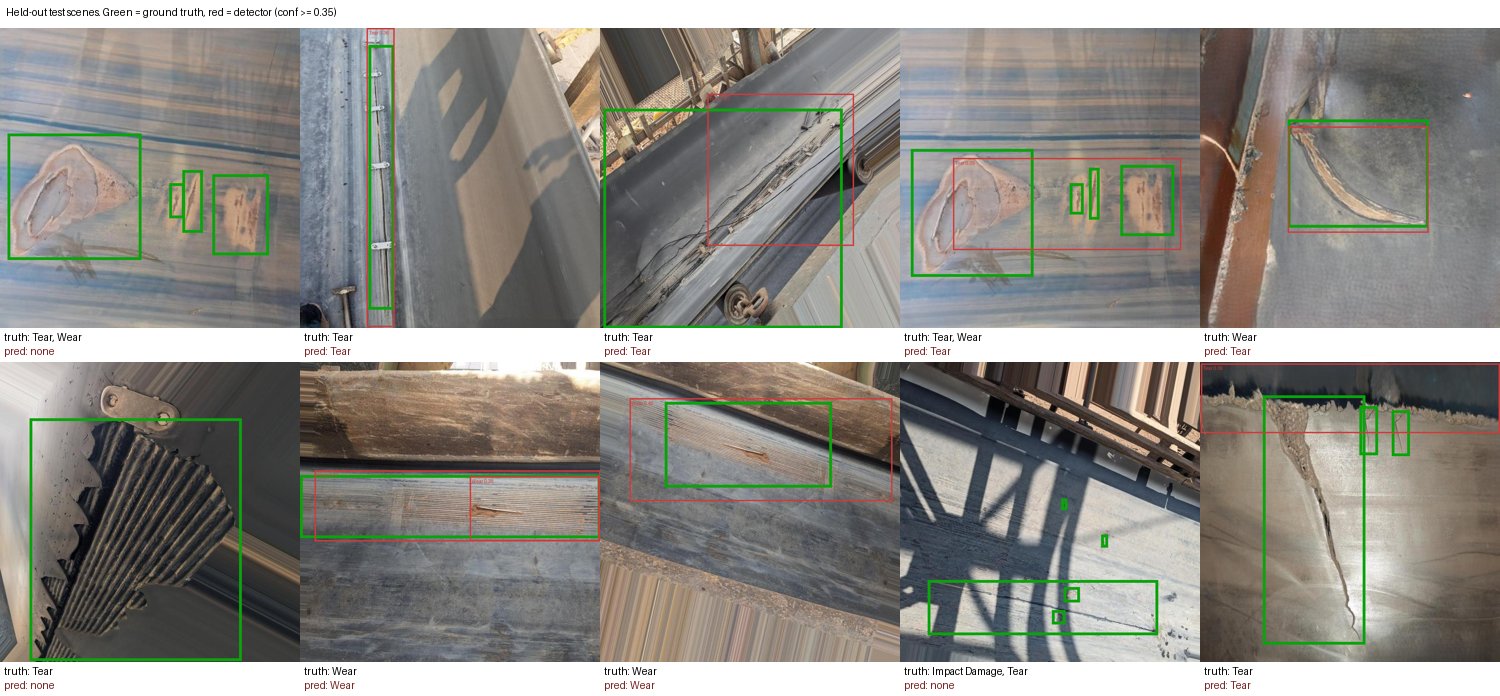 Held-out test scenes. Green = ground truth, red = detector (conf >= 0.35)
truth: Tear, Wear
pred: none
truth: Tear
pred: Tear
truth: Tear
pred: Tear
truth: Tear, Wear
pred: Tear
truth: Wear
pred: Tear
truth: Tear
pred: none
truth: Wear
pred: Wear
truth: Wear
pred: Wear
truth: Impact Damage, Tear
pred: none
truth: Tear
pred: Tear